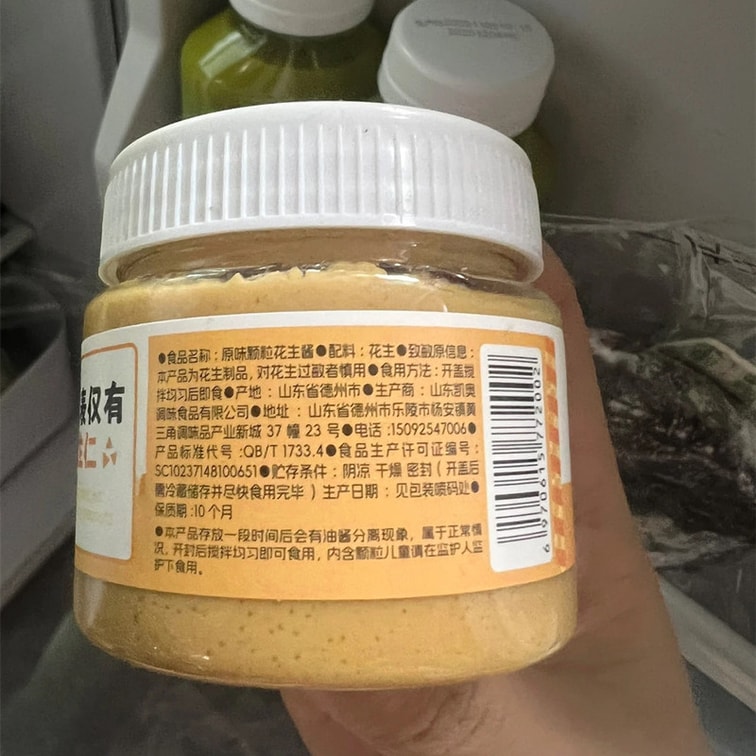 仅有
仁
●食品名称：原味颗粒花生酱●配料：花生●致敏原信息：
本产品为花生制品，对花生过敏者慎用●食用方法：开盖搅
拌均习后即食●产地：山东省德州市●生产商：山东凯奥
调味食品有限公司●地址：山东省德州市乐陵市杨安镇黄
三角调味品产业新城 37 幢 23 号●电话:15092547006●
产品标准代号:QB/T 1733.4●食品生产许可证编号：
SC10237148100651●贮存条件：阴凉 干燥 密封（开盖后
需冷藏储存并尽快食用完毕）生产日期：见包装喷码处●
保质期:10个月
●本产品存放一段时间后会有油酱分离现象，属于正常情
况，开封后搅拌均习即可食用，内含颗粒儿童请在监护人监
护下食用。
6 970615 772002